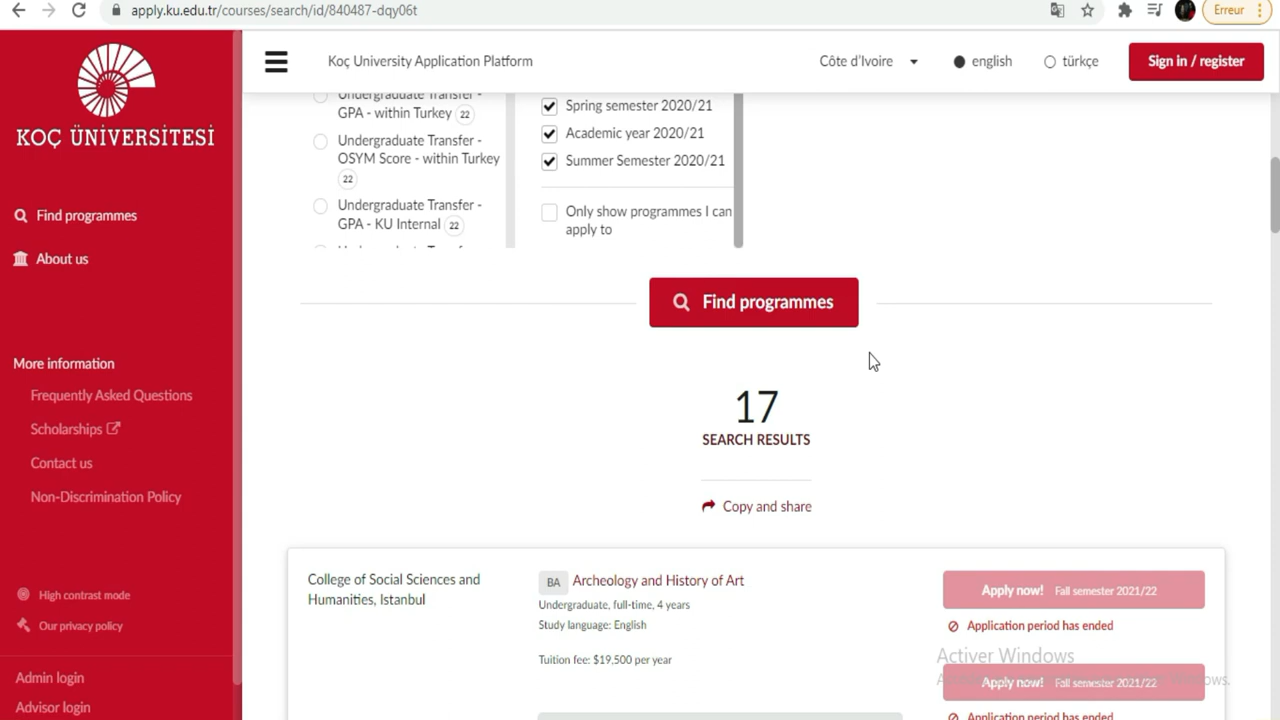 apply.ku.edu.tr/courses/search/id/840487-dqy06t
Erreur
KOÇ ÜNİVERSİTESİ
Koç University Application Platform
Côte d'Ivoire
english
türkçe
Sign in / register
Find programmes
About us
More information
Frequently Asked Questions
Scholarships
Contact us
Non-Discrimination Policy
High contrast mode
Our privacy policy
Admin login
Advisor login
Undergraduate Transfer -
GPA - within Turkey 22
Undergraduate Transfer -
OSYM Score - within Turkey
22
Undergraduate Transfer -
GPA - KU Internal 22
Spring semester 2020/21
Academic year 2020/21
Summer Semester 2020/21
Only show programmes I can
apply to
Find programmes
17
SEARCH RESULTS
Copy and share
College of Social Sciences and
Humanities, Istanbul
BA Archeology and History of Art
Undergraduate, full-time, 4 years
Study language: English
Tuition fee: $19,500 per year
Apply now! Fall semester 2021/22
Application period has ended
Activer Windows
Apply now! Fall semester 2021/22
Windows.
Application period has ended